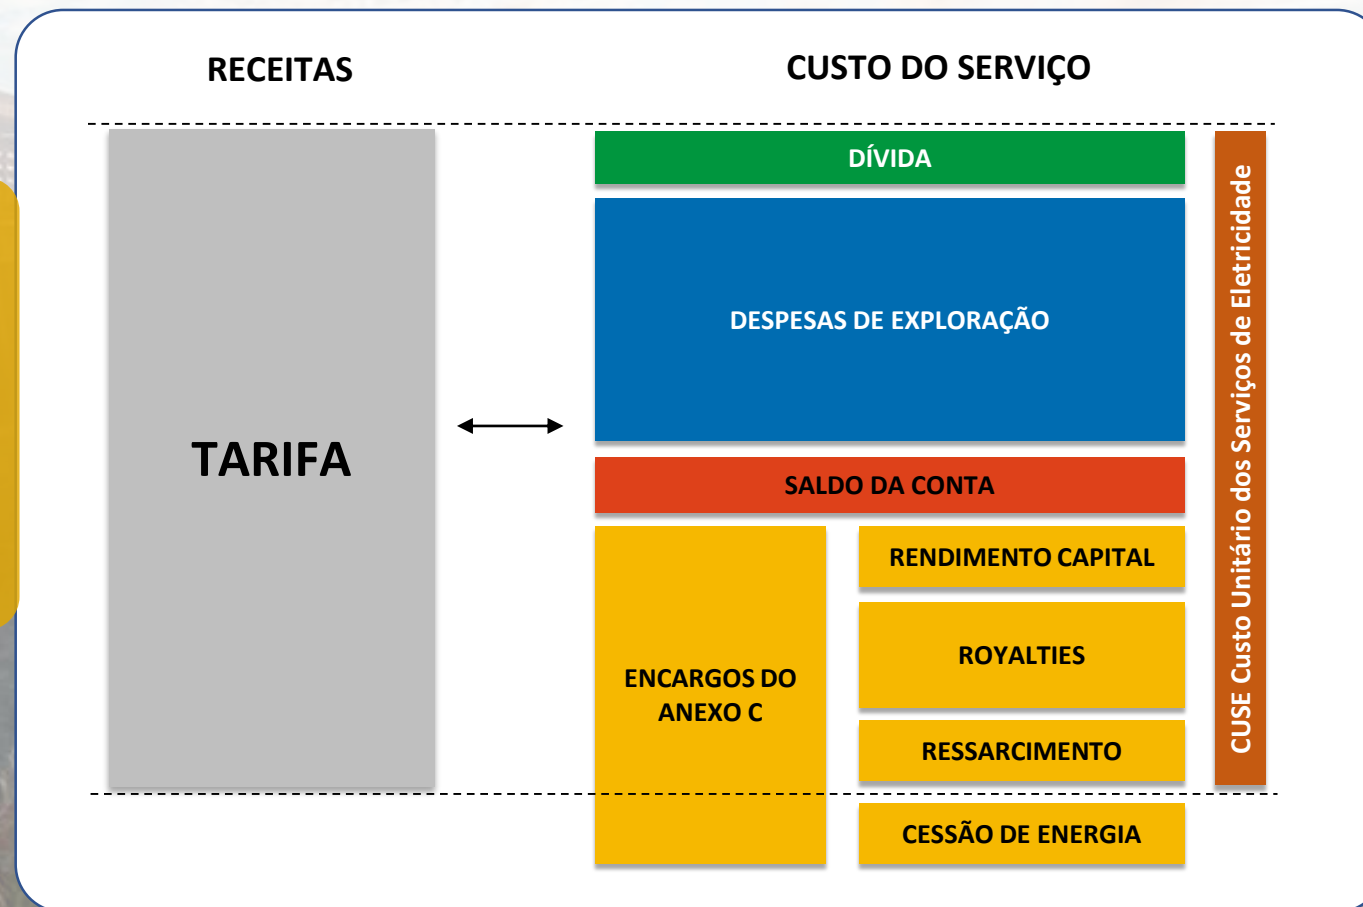 RECEITAS
CUSTO DO SERVIÇO
TARIFA
DÍVIDA
DESPESAS DE EXPLORAÇÃO
SALDO DA CONTA
ENCARGOS DO
ANEXO C
RENDIMENTO CAPITAL
ROYALTIES
RESSARCIMENTO
CESSÃO DE ENERGIA
CUSE Custo Unitário dos Serviços de Eletricidade